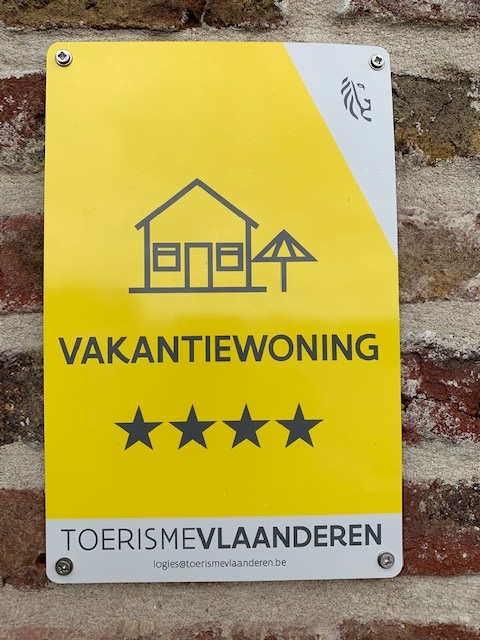 VAKANTIEWONING
TOERISMEVLAANDEREN
logies@toerismevlaanderen.be